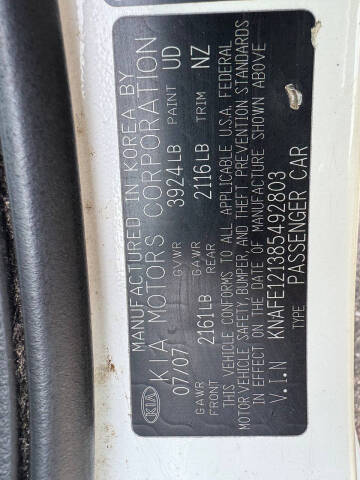 MANUFACTURED IN KOREA BY
KIA KIA MOTORS CORPORATION
07/07 GVWR 3924LB PAINT UD
GAWR FRONT 2161LB GAWR REAR 2116LB TRIM NZ
THIS VEHICLE CONFORMS TO ALL APPLICABLE U.S.A. FEDERAL
MOTOR VEHICLE SAFETY, BUMPER, AND THEFT PREVENTION STANDARDS
IN EFFECT ON THE DATE OF MANUFACTURE SHOWN ABOVE
V.I.N KNAFE121385492803
TYPE PASSENGER CAR